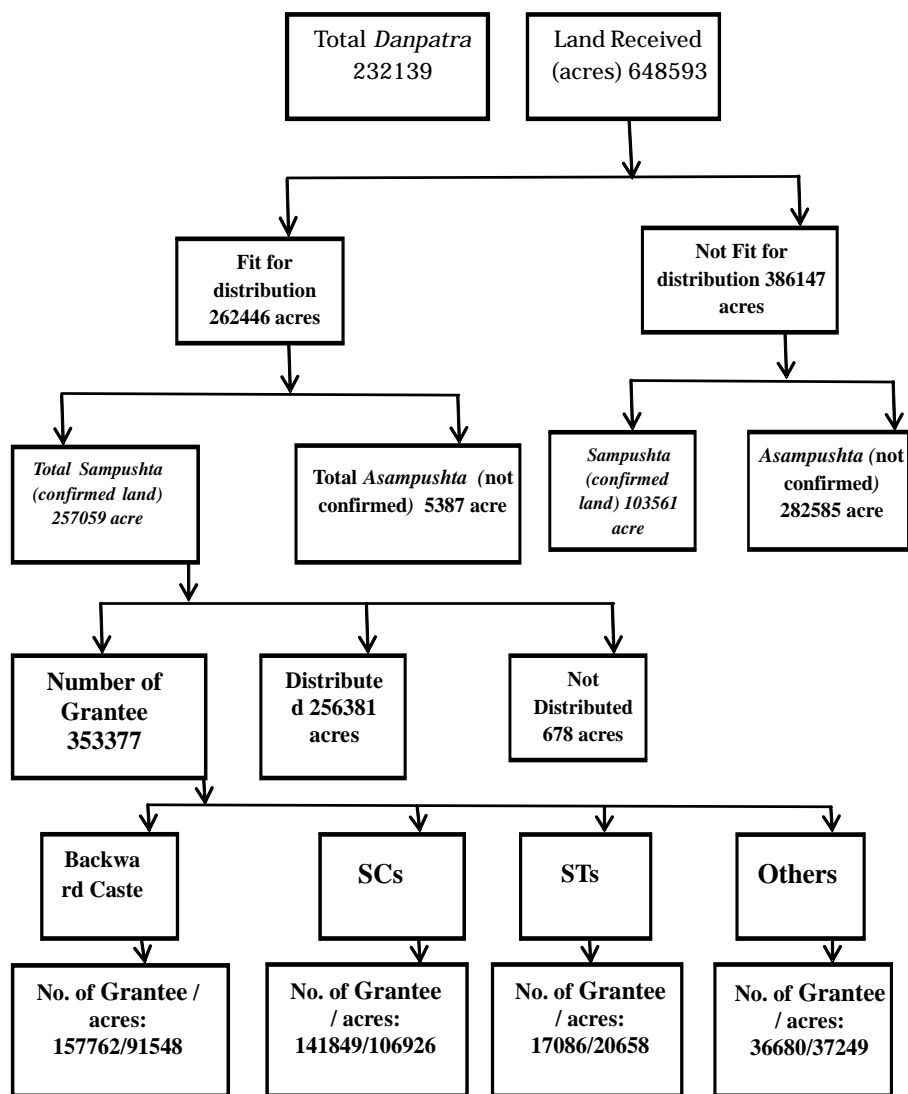 Total Danpatra
232139
Land Received
(acres) 648593
Fit for
distribution
262446 acres
Not Fit for
distribution 386147
acres
Total Sampushta
(confirmed land)
257059 acre
Total Asampushta (not
confirmed) 5387 acre
Sampushta
(confirmed
land) 103561
acre
Asampushta (not
confirmed)
282585 acre
Number of
Grantee
353377
Distribute
d 256381
acres
Not
Distributed
678 acres
Backwa
rd Caste
SCs
STs
Others
No. of Grantee /
acres:
157762/91548
No. of Grantee
/ acres:
141849/106926
No. of Grantee
/ acres:
17086/20658
No. of Grantee
/ acres:
36680/37249